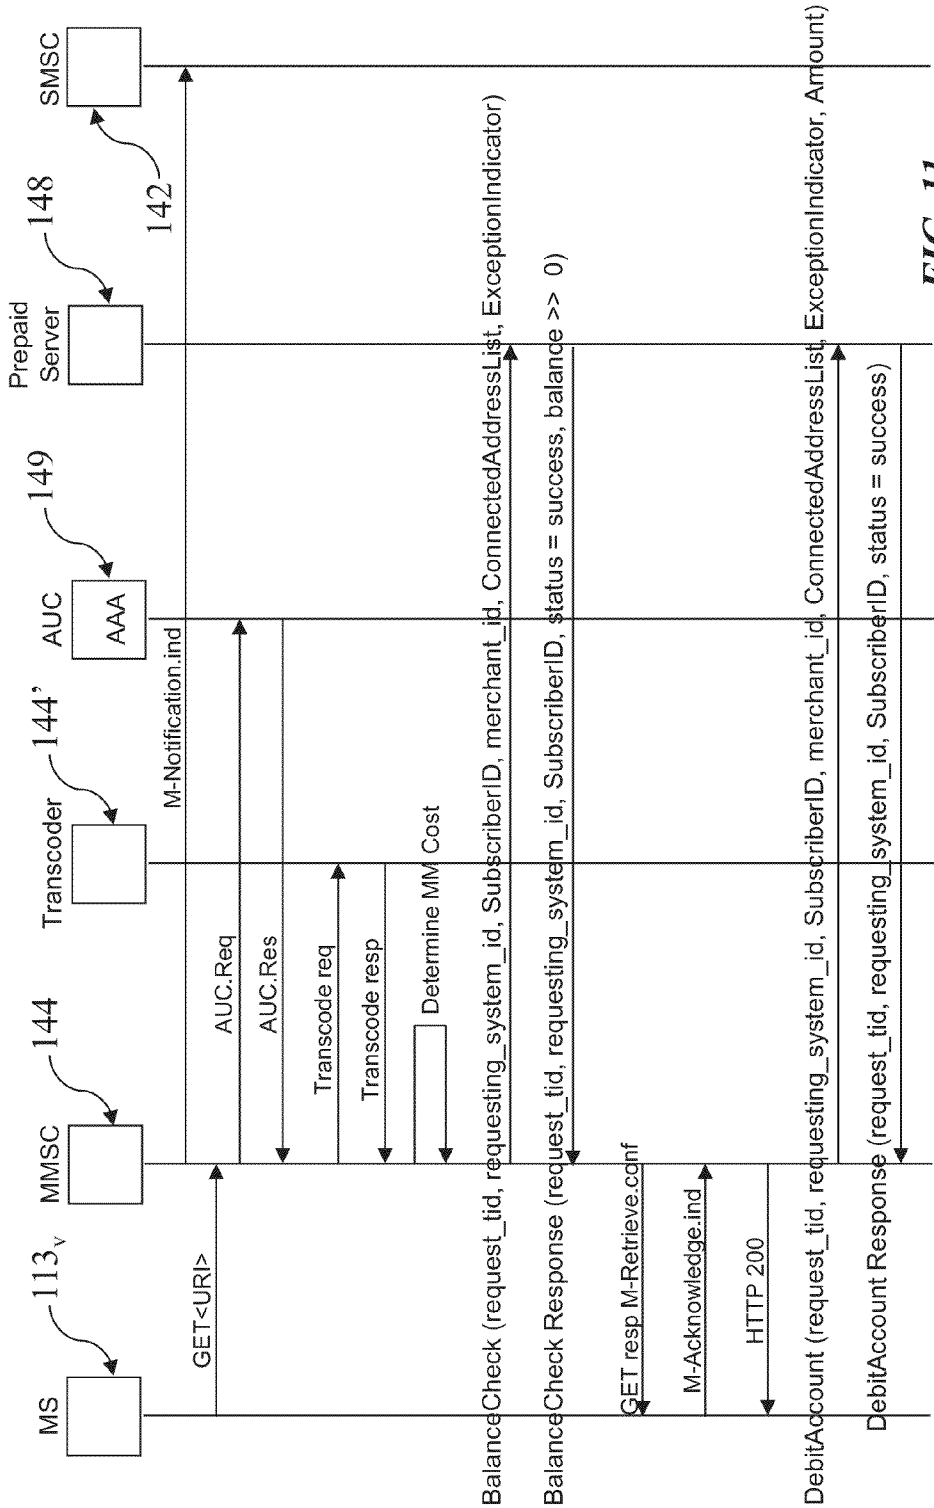 MS
MMSC
Transcoder
AUC
Prepaid
Server
SMSC
113v
144
144’
149
148
142
AAA
M-Notification.ind
GET<URI>
AUC.Req
AUC.Res
Transcode req
Transcode resp
Determine MM Cost
BalanceCheck (request_tid, requesting_system_id, SubscriberID, merchant_id, ConnectedAddressList, ExceptionIndicator)
BalanceCheck Response (request_tid, requesting_system_id, SubscriberID, status = success, balance >> 0)
GET resp M-Retrieve.conf
M-Acknowledge.ind
HTTP 200
DebitAccount (request_tid, requesting_system_id, SubscriberID, merchant_id, ConnectedAddressList, ExceptionIndicator, Amount)
DebitAccount Response (request_tid, requesting_system_id, SubscriberID, status = success)
FIG. 11